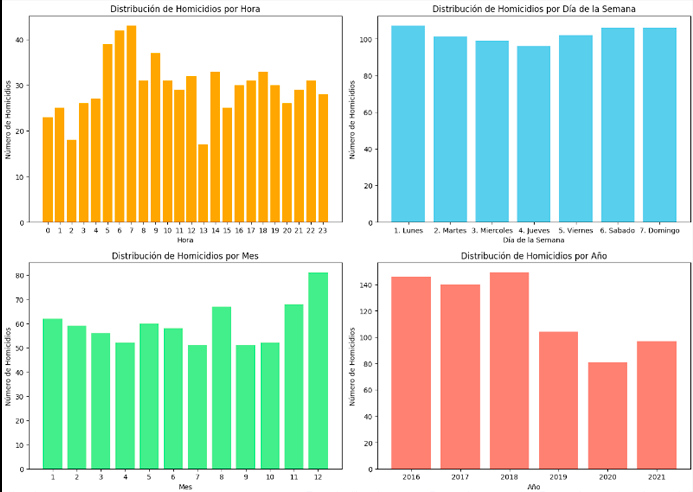 Distribución de Homicidios por Hora
Número de Homicidios
40
30
20
10
0
0 1 2 3 4 5 6 7 8 9 10 11 12 13 14 15 16 17 18 19 20 21 22 23
Hora
Distribución de Homicidios por Día de la Semana
Número de Homicidios
100
80
60
40
20
0
1. Lunes 2. Martes 3. Miercoles 4. Jueves 5. Viernes 6. Sabado 7. Domingo
Día de la Semana
Distribución de Homicidios por Mes
Número de Homicidios
80
70
60
50
40
30
20
10
0
1 2 3 4 5 6 7 8 9 10 11 12
Mes
Distribución de Homicidios por Año
Número de Homicidios
140
120
100
80
60
40
20
0
2016 2017 2018 2019 2020 2021
Año